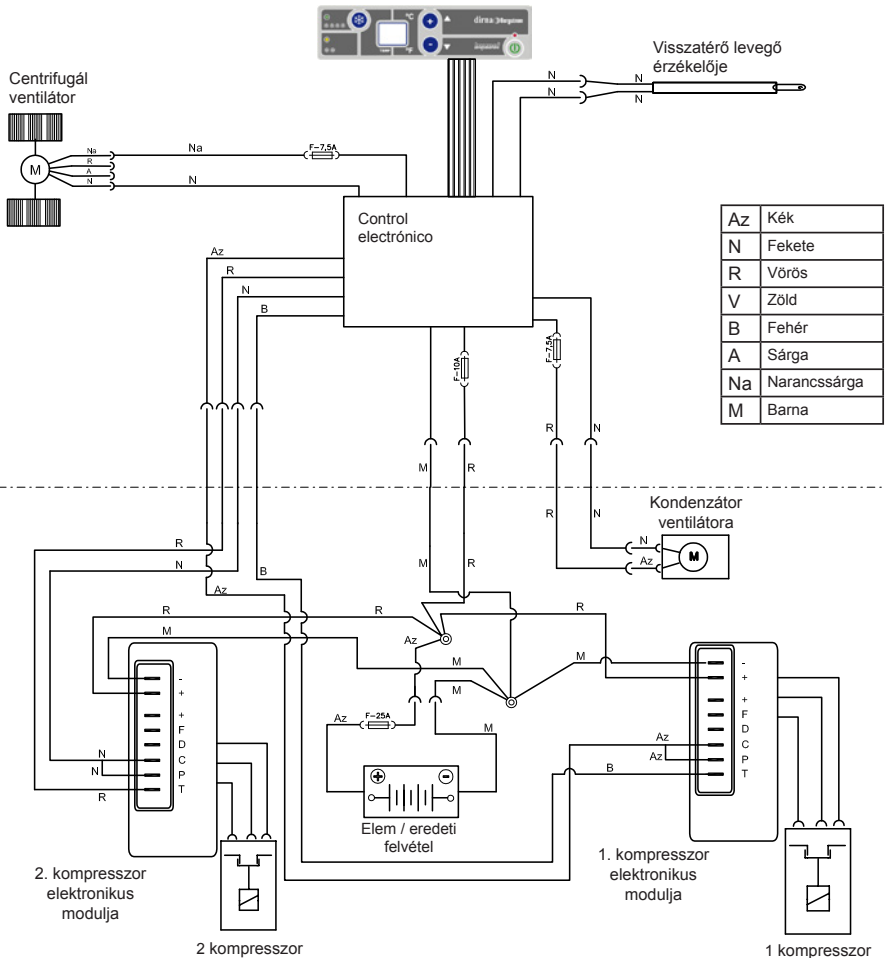 °C
°F
dirna Bergstrom
Centrifugál
ventilátor
M
Na
R
A
N
Na
N
F-7,5A
N
N
N
N
Visszatérő levegő
érzékelője
Control
electrónico
Az
R
N
B
F-10A
F-7,5A
Az Kék
N Fekete
R Vörös
V Zöld
B Fehér
A Sárga
Na Narancssárga
M Barna
M
R
R
N
R
N
Kondenzátor
ventilátora
N
Az
M
R
N
Az
B
M
R
R
M
R
Az
M
M
R
M
Az
F-25A
M
+
-
Elem / eredeti
felvétel
-
+
+
F
D
C
P
T
N
N
R
2. kompresszor
elektronikus
modulja
2 kompresszor
-
+
+
F
D
C
P
T
Az
Az
B
1. kompresszor
elektronikus
modulja
1 kompresszor